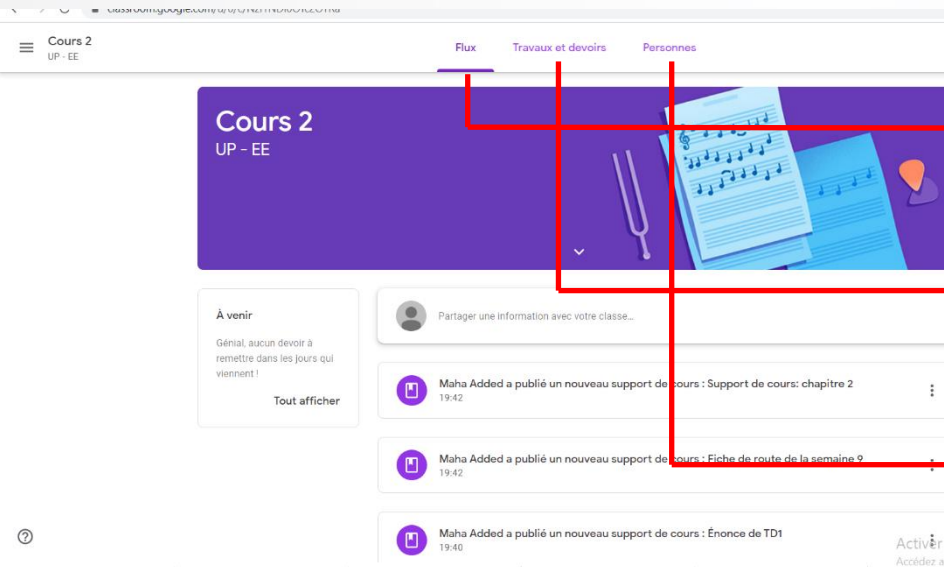 Cours 2
UP - EE
Flux
Travaux et devoirs
Personnes
Cours 2
UP - EE
À venir
Génial, aucun devoir à
remettre dans les jours qui
viennent !
Tout afficher
Partager une information avec votre classe...
Maha Added a publié un nouveau support de cours : Support de cours: chapitre 2
19:42
Maha Added a publié un nouveau support de cours : Fiche de route de la semaine 9
19:42
Maha Added a publié un nouveau support de cours : Énonce de TD1
19:40
Activer
Accédez a